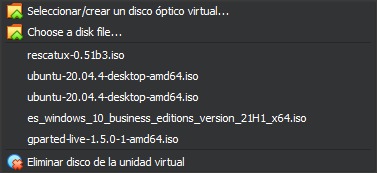 Seleccionar/crear un disco óptico virtual...
Choose a disk file...
rescatux-0.51b3.iso
ubuntu-20.04.4-desktop-amd64.iso
ubuntu-20.04.4-desktop-amd64.iso
es_windows_10_business_editions_version_21H1_x64.iso
gparted-live-1.5.0-1-amd64.iso
Eliminar disco de la unidad virtual